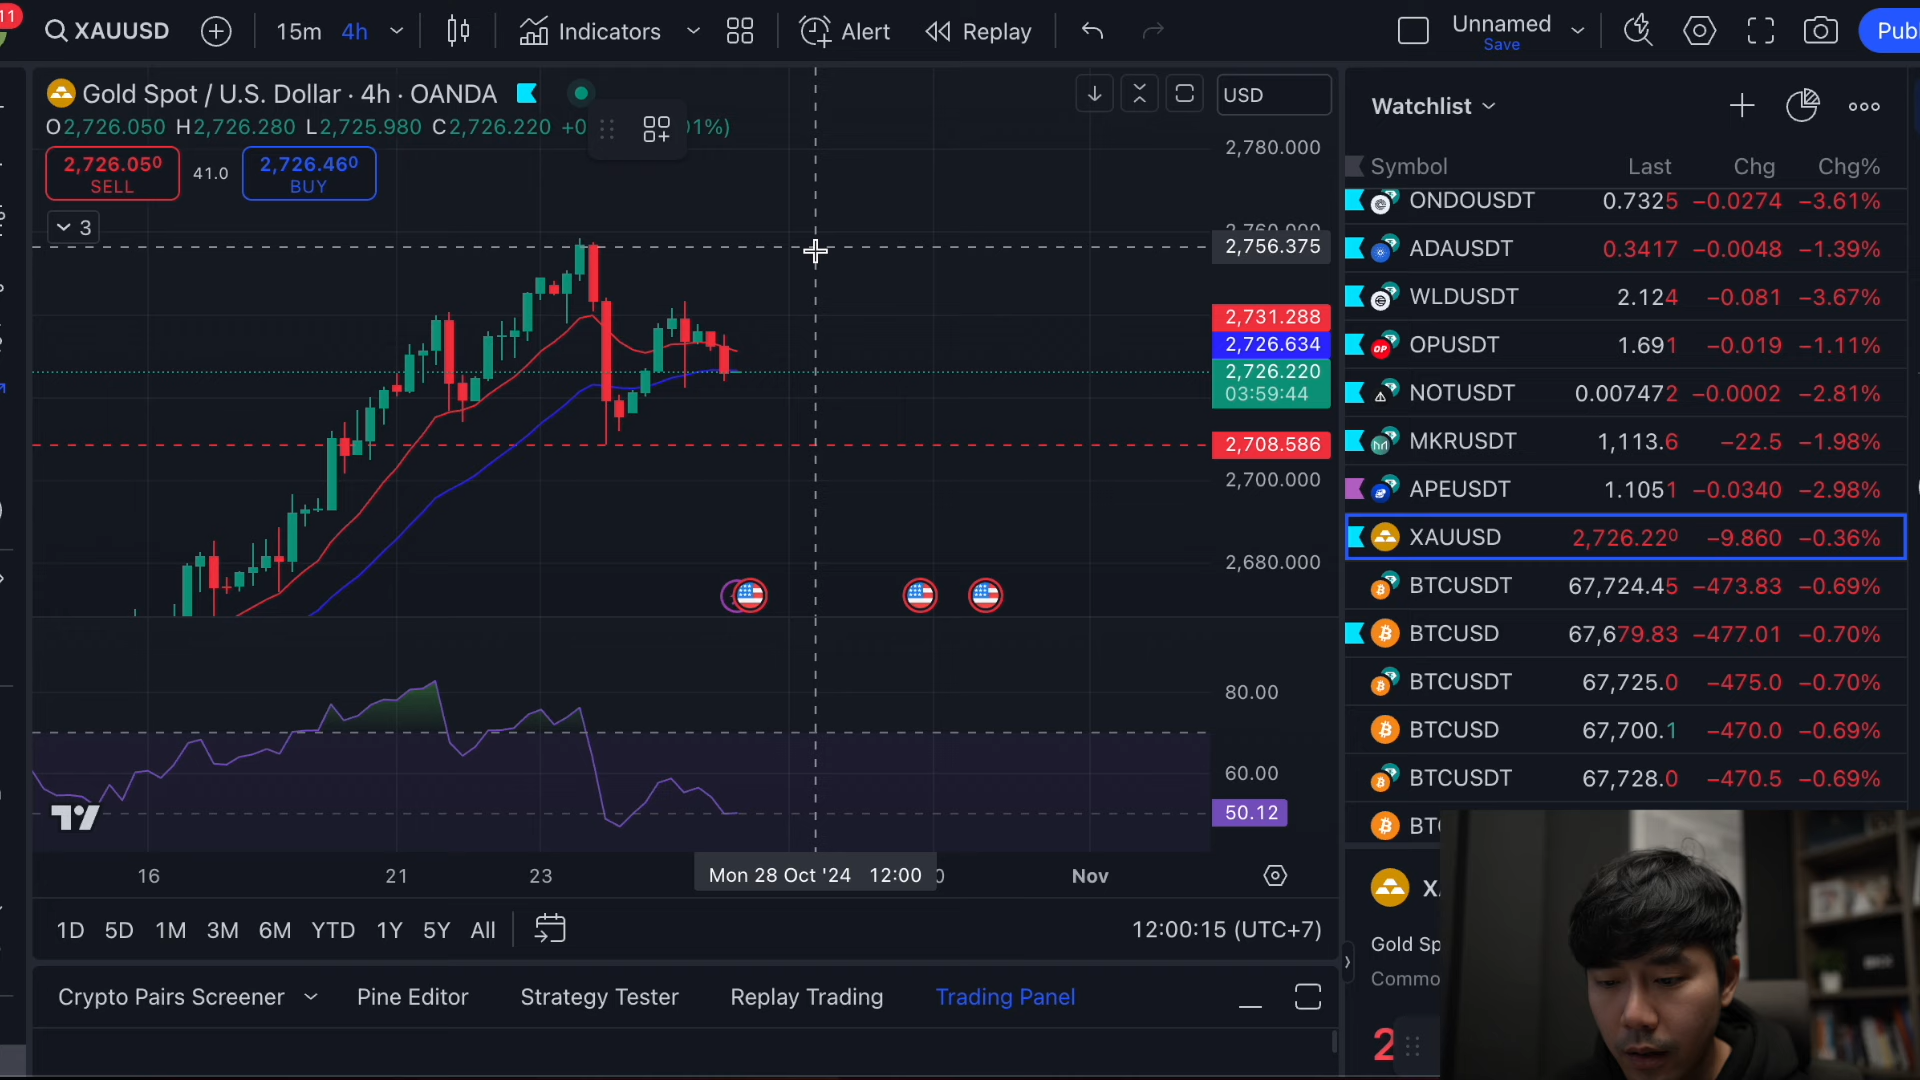 11
XAUUSD
15m 4h
Indicators
Alert
Replay
Unnamed
Save
Publ
Gold Spot / U.S. Dollar · 4h · OANDA
O2,726.050 H2,726.280 L2,725.980 C2,726.220 +0
01%)
2,726.050
SELL
41.0
2,726.460
BUY
3
USD
2,780.000
2,760.000
2,756.375
2,731.288
2,726.634
2,726.220
03:59:44
2,708.586
2,700.000
2,680.000
80.00
60.00
50.12
16 21 23 Mon 28 Oct '24 12:00 Nov
1D 5D 1M 3M 6M YTD 1Y 5Y All
12:00:15 (UTC+7)
Crypto Pairs Screener Pine Editor Strategy Tester Replay Trading Trading Panel
Watchlist
Symbol Last Chg Chg%
ONDOUSDT 0.7325 −0.0274 −3.61%
ADAUSDT 0.3417 −0.0048 −1.39%
WLDUSDT 2.124 −0.081 −3.67%
OPUSDT 1.691 −0.019 −1.11%
NOTUSDT 0.007472 −0.0002 −2.81%
MKRUSDT 1,113.6 −22.5 −1.98%
APEUSDT 1.1051 −0.0340 −2.98%
XAUUSD 2,726.220 −9.860 −0.36%
BTCUSDT 67,724.45 −473.83 −0.69%
BTCUSD 67,679.83 −477.01 −0.70%
BTCUSDT 67,725.0 −475.0 −0.70%
BTCUSD 67,700.1 −470.0 −0.69%
BTCUSDT 67,728.0 −470.5 −0.69%
BT
X
Gold Sp
Commo
2